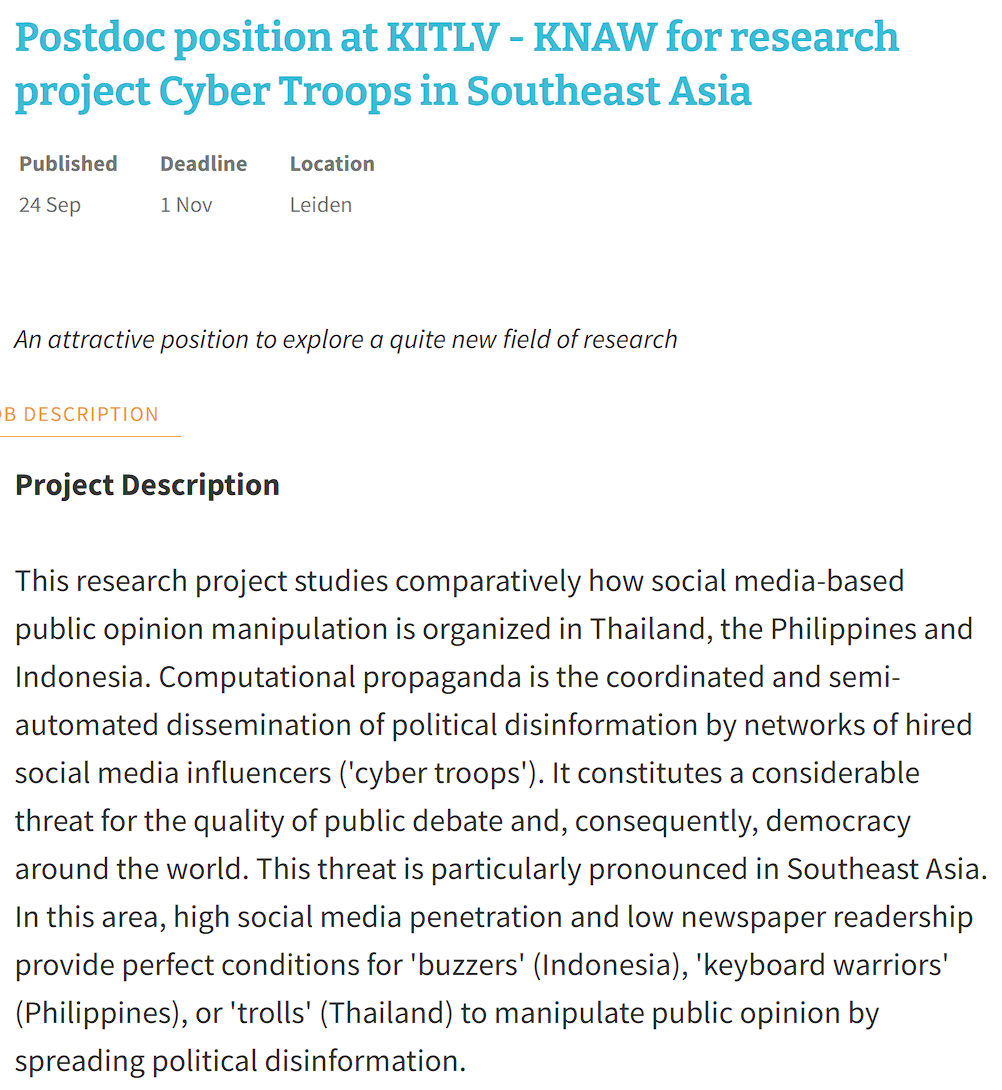 Postdoc position at KITLV - KNAW for research
project Cyber Troops in Southeast Asia
Published Deadline Location
24 Sep 1 Nov Leiden
An attractive position to explore a quite new field of research
OB DESCRIPTION
Project Description
This research project studies comparatively how social media-based
public opinion manipulation is organized in Thailand, the Philippines and
Indonesia. Computational propaganda is the coordinated and semi-
automated dissemination of political disinformation by networks of hired
social media influencers ('cyber troops'). It constitutes a considerable
threat for the quality of public debate and, consequently, democracy
around the world. This threat is particularly pronounced in Southeast Asia.
In this area, high social media penetration and low newspaper readership
provide perfect conditions for 'buzzers' (Indonesia), 'keyboard warriors'
(Philippines), or 'trolls' (Thailand) to manipulate public opinion by
spreading political disinformation.